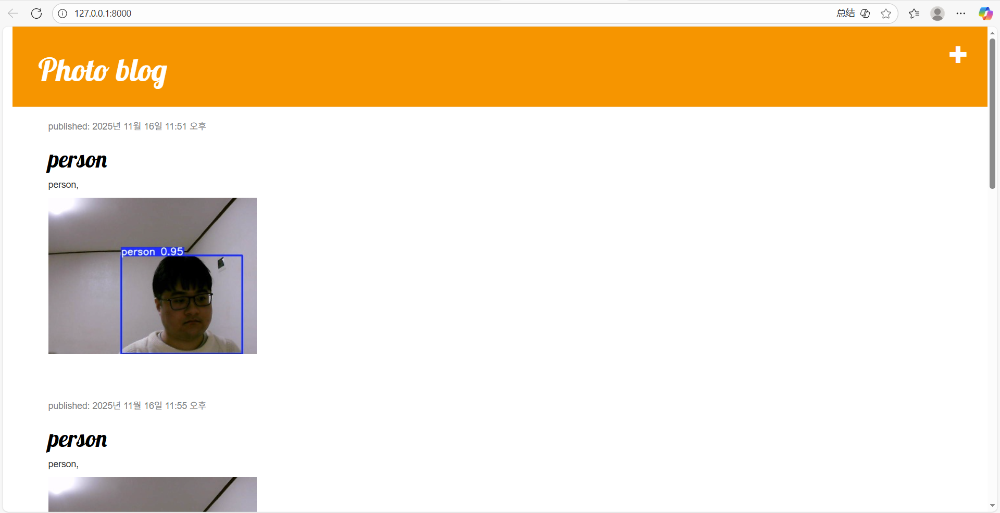 127.0.0.1:8000
总结
Photo blog
published: 2025년 11월 16일 11:51 오후
person
person,
person 0.95
published: 2025년 11월 16일 11:55 오후
person
person,